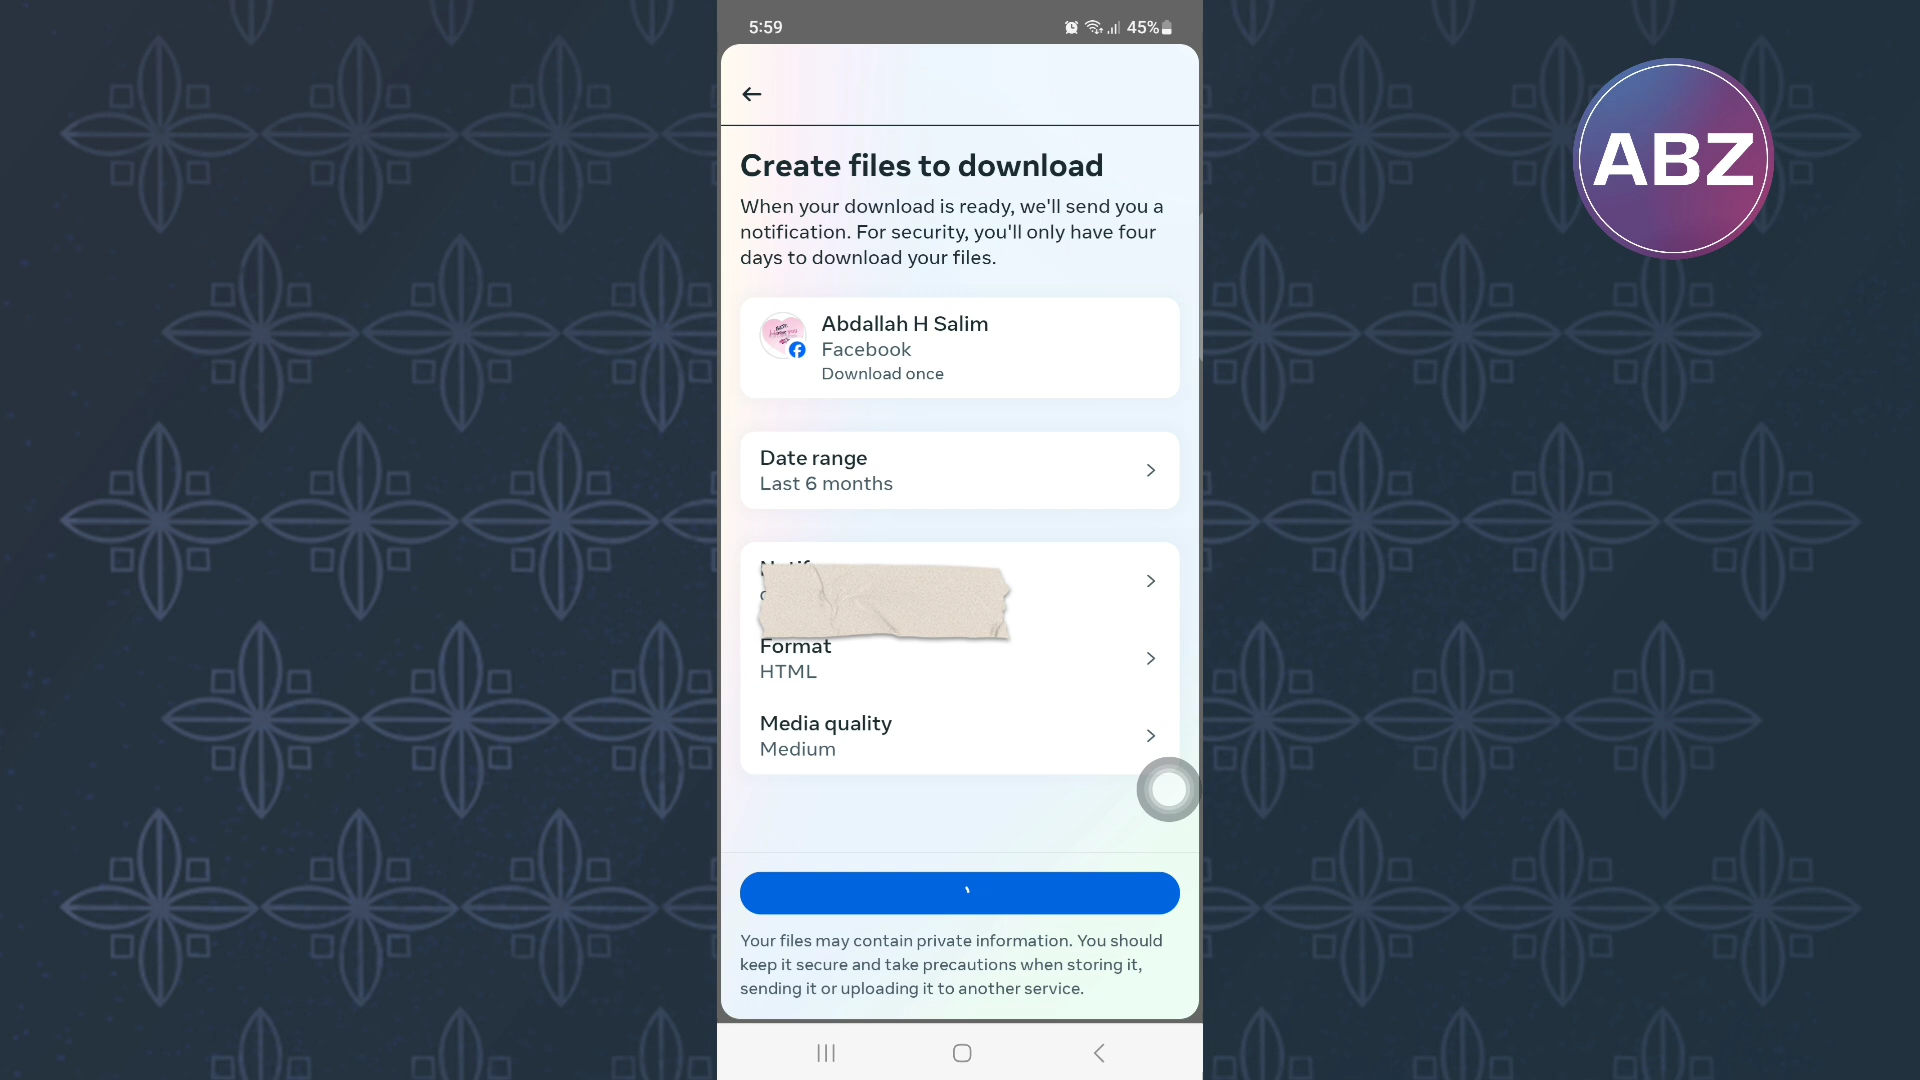 5:59
45%
ABZ
Create files to download
When your download is ready, we'll send you a
notification. For security, you'll only have four
days to download your files.
Abdallah H Salim
Facebook
Download once
Date range
Last 6 months
Format
HTML
Media quality
Medium
Your files may contain private information. You should
keep it secure and take precautions when storing it,
sending it or uploading it to another service.